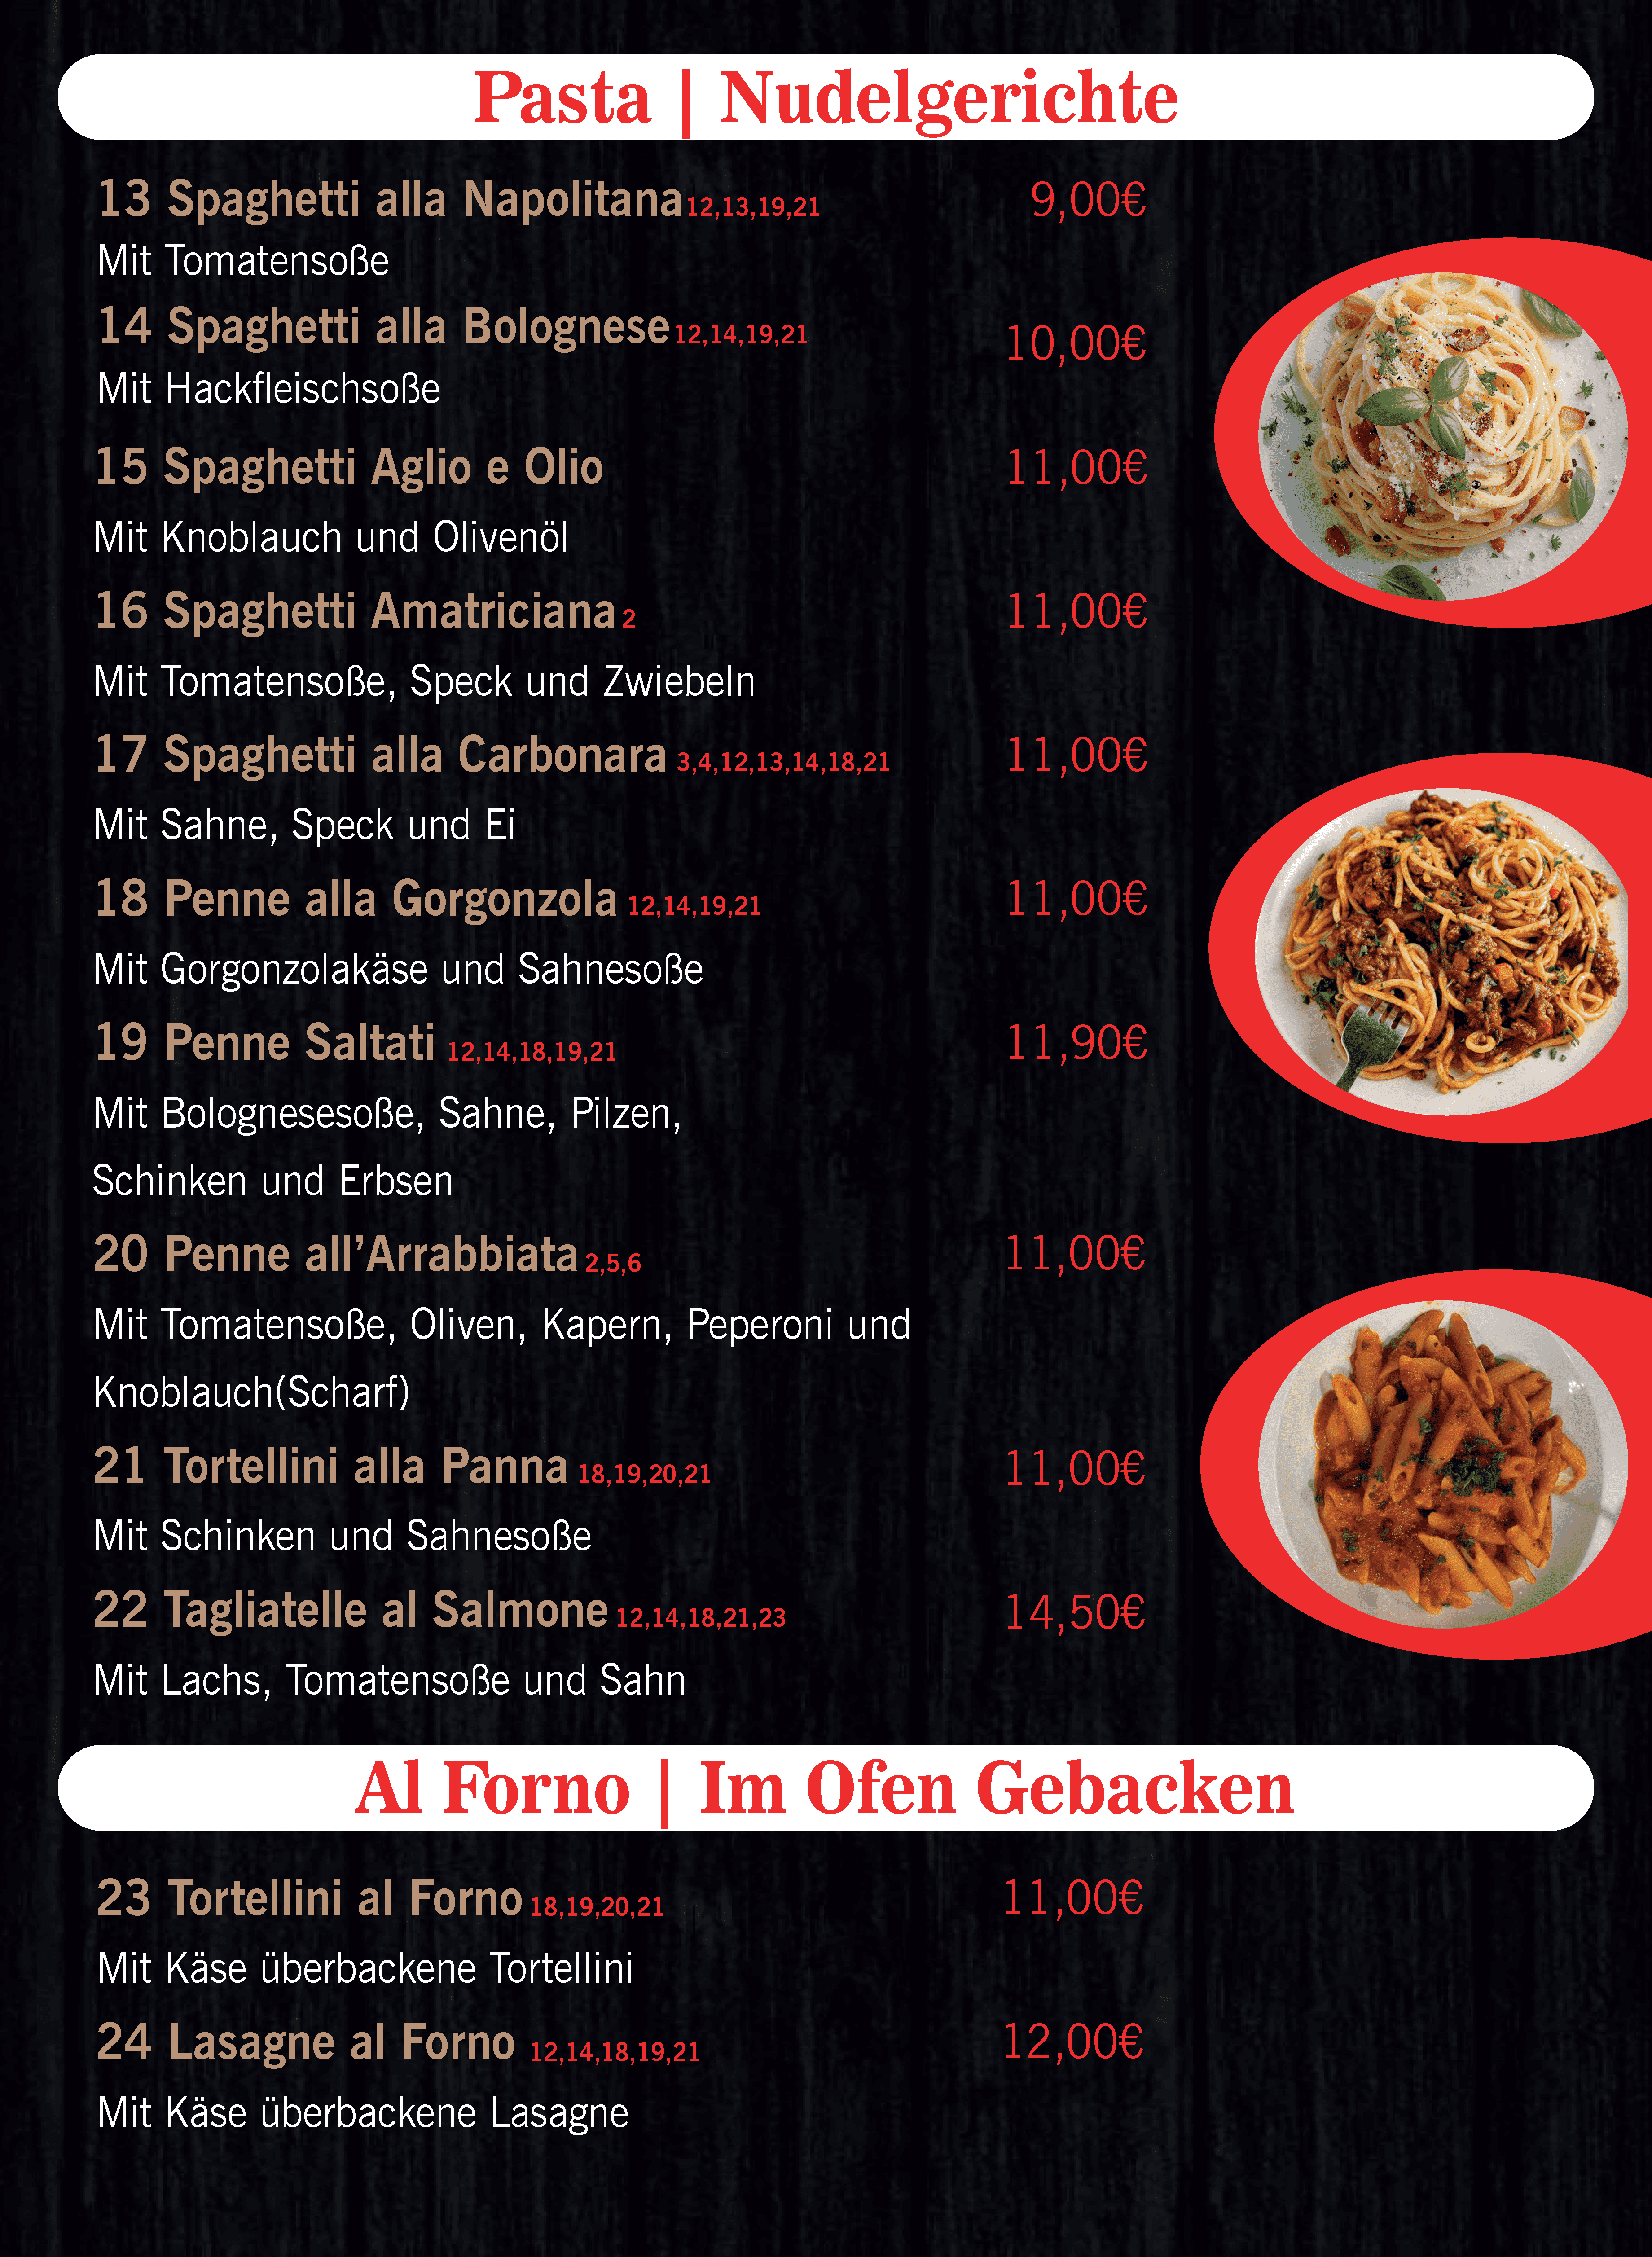 Pasta | Nudelgerichte
13 Spaghetti alla Napolitana 12,13,19,21 9,00€
Mit Tomatensoße
14 Spaghetti alla Bolognese 12,14,19,21 10,00€
Mit Hackfleischsoße
15 Spaghetti Aglio e Olio 11,00€
Mit Knoblauch und Olivenöl
16 Spaghetti Amatriciana 2 11,00€
Mit Tomatensoße, Speck und Zwiebeln
17 Spaghetti alla Carbonara 3,4,12,13,14,18,21 11,00€
Mit Sahne, Speck und Ei
18 Penne alla Gorgonzola 12,14,19,21 11,00€
Mit Gorgonzolakäse und Sahnesoße
19 Penne Saltati 12,14,18,19,21 11,90€
Mit Bolognesesoße, Sahne, Pilzen,
Schinken und Erbsen
20 Penne all’Arrabbiata 2,5,6 11,00€
Mit Tomatensoße, Oliven, Kapern, Peperoni und
Knoblauch(Scharf)
21 Tortellini alla Panna 18,19,20,21 11,00€
Mit Schinken und Sahnesoße
22 Tagliatelle al Salmone 12,14,18,21,23 14,50€
Mit Lachs, Tomatensoße und Sahn
Al Forno | Im Ofen Gebacken
23 Tortellini al Forno 18,19,20,21 11,00€
Mit Käse überbackene Tortellini
24 Lasagne al Forno 12,14,18,19,21 12,00€
Mit Käse überbackene Lasagne